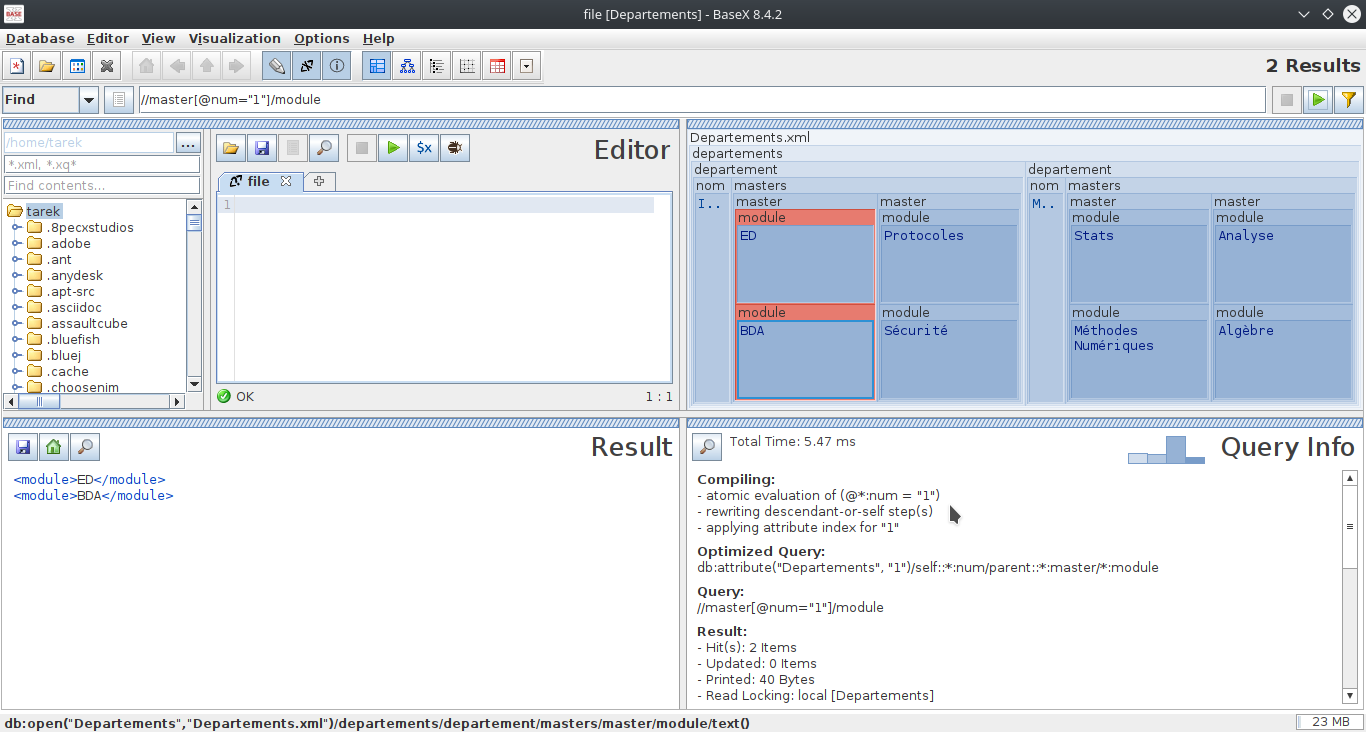 BASE
file [Departements] - BaseX 8.4.2
Database Editor View Visualization Options Help
2 Results
Find //master[@num="1"]/module
/home/tarek ...
*.xml, *.xq*
Find contents...
tarek
.8pecxstudios
.adobe
.ant
.anydesk
.apt-src
.asciidoc
.assaultcube
.bluefish
.bluej
.cache
.choosenim
$x Editor
file
1
OK 1 : 1
Departements.xml
departements
departement departement
nom masters nom masters
I.. master master M.. master master
module module module module
ED Protocoles Stats Analyse
module module module module
BDA Sécurité Méthodes Numériques Algèbre
Result
<module>ED</module>
<module>BDA</module>
Total Time: 5.47 ms Query Info
Compiling:
- atomic evaluation of (@*:num = "1")
- rewriting descendant-or-self step(s)
- applying attribute index for "1"
Optimized Query:
db:attribute("Departements", "1")/self::*:num/parent::*:master/*:module
Query:
//master[@num="1"]/module
Result:
- Hit(s): 2 Items
- Updated: 0 Items
- Printed: 40 Bytes
- Read Locking: local [Departements]
db:open("Departements","Departements.xml")/departements/departement/masters/master/module/text() 23 MB